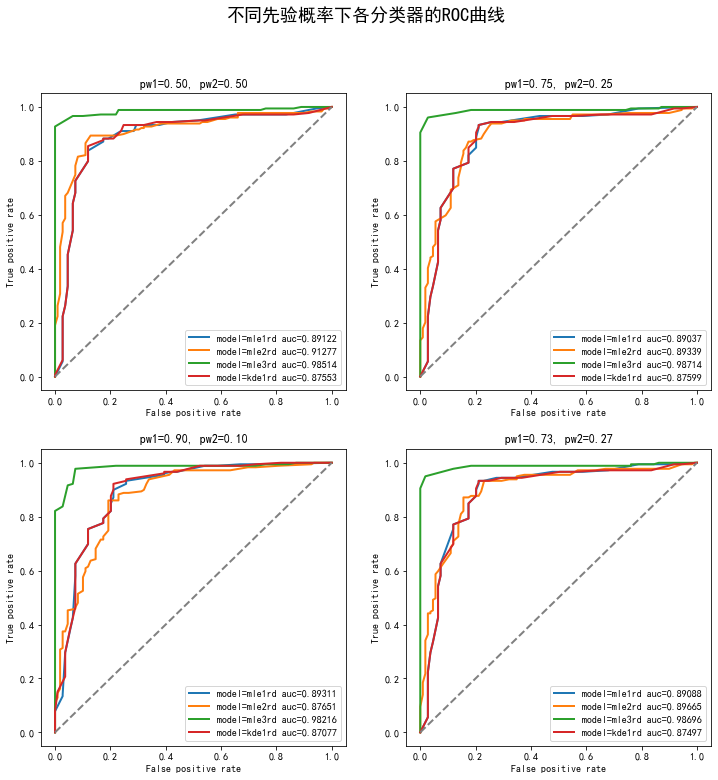 不同先验概率下各分类器的ROC曲线
pw1=0.50, pw2=0.50
1.0
0.8
0.6
0.4
0.2
0.0
True positive rate
model=mle1rd auc=0.89122
model=mle2rd auc=0.91277
model=mle3rd auc=0.98514
model=kde1rd auc=0.87553
0.0 0.2 0.4 0.6 0.8 1.0
False positive rate
pw1=0.75, pw2=0.25
1.0
0.8
0.6
0.4
0.2
0.0
True positive rate
model=mle1rd auc=0.89037
model=mle2rd auc=0.89339
model=mle3rd auc=0.98714
model=kde1rd auc=0.87599
0.0 0.2 0.4 0.6 0.8 1.0
False positive rate
pw1=0.90, pw2=0.10
1.0
0.8
0.6
0.4
0.2
0.0
True positive rate
model=mle1rd auc=0.89311
model=mle2rd auc=0.87651
model=mle3rd auc=0.98216
model=kde1rd auc=0.87077
0.0 0.2 0.4 0.6 0.8 1.0
False positive rate
pw1=0.73, pw2=0.27
1.0
0.8
0.6
0.4
0.2
0.0
True positive rate
model=mle1rd auc=0.89088
model=mle2rd auc=0.89665
model=mle3rd auc=0.98696
model=kde1rd auc=0.87497
0.0 0.2 0.4 0.6 0.8 1.0
False positive rate